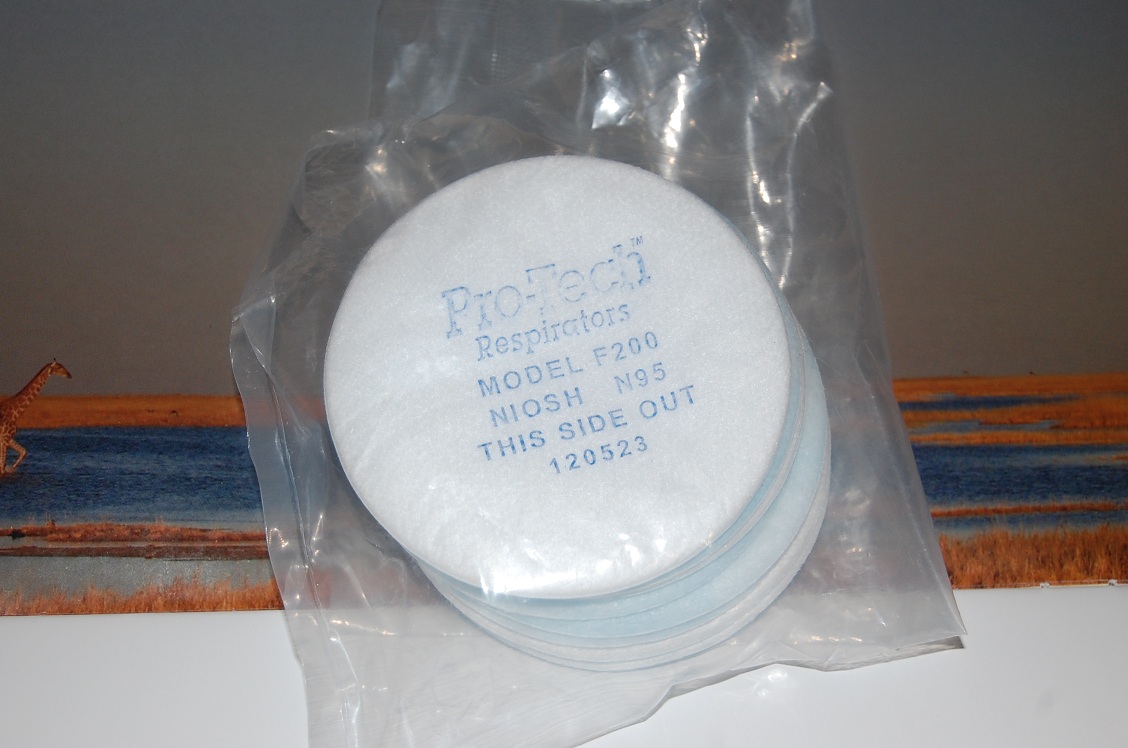 Pro-Tech™
Respirators
MODEL F200
NIOSH N95
THIS SIDE OUT
120523